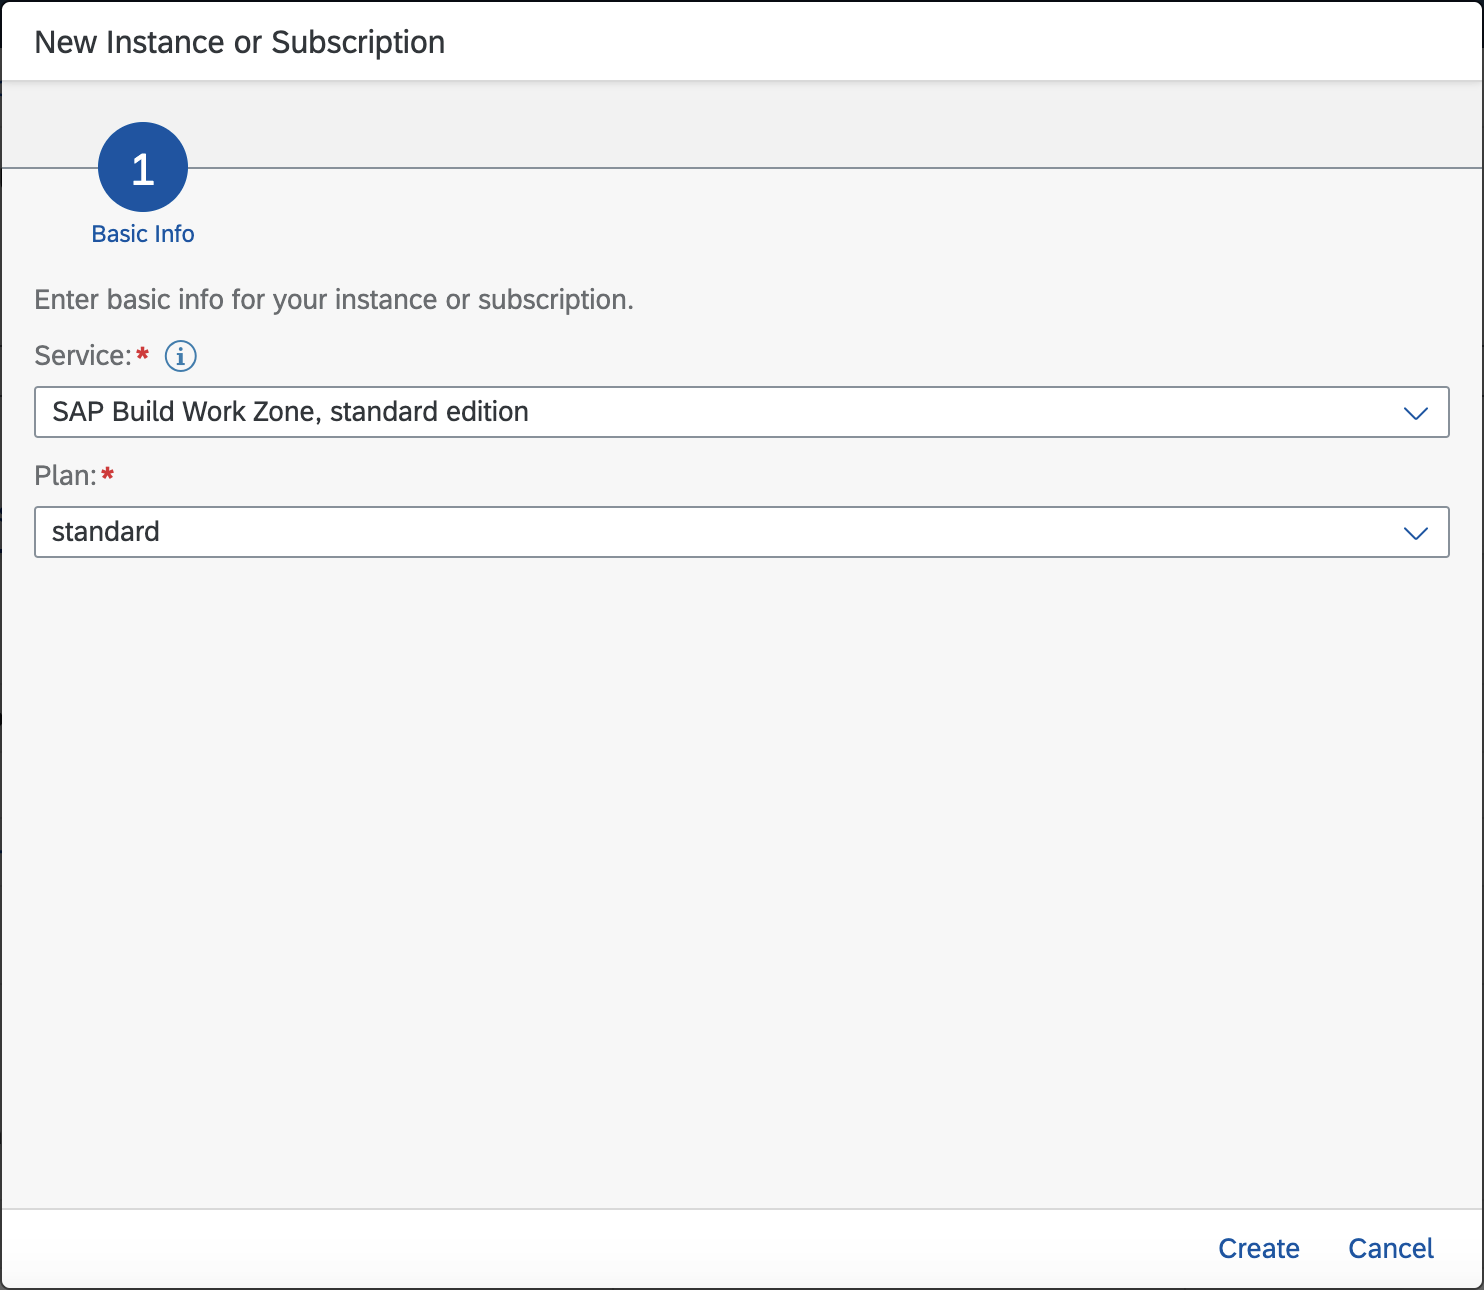 New Instance or Subscription
1
Basic Info
Enter basic info for your instance or subscription.
Service:* i
SAP Build Work Zone, standard edition
Plan:*
standard
Create Cancel